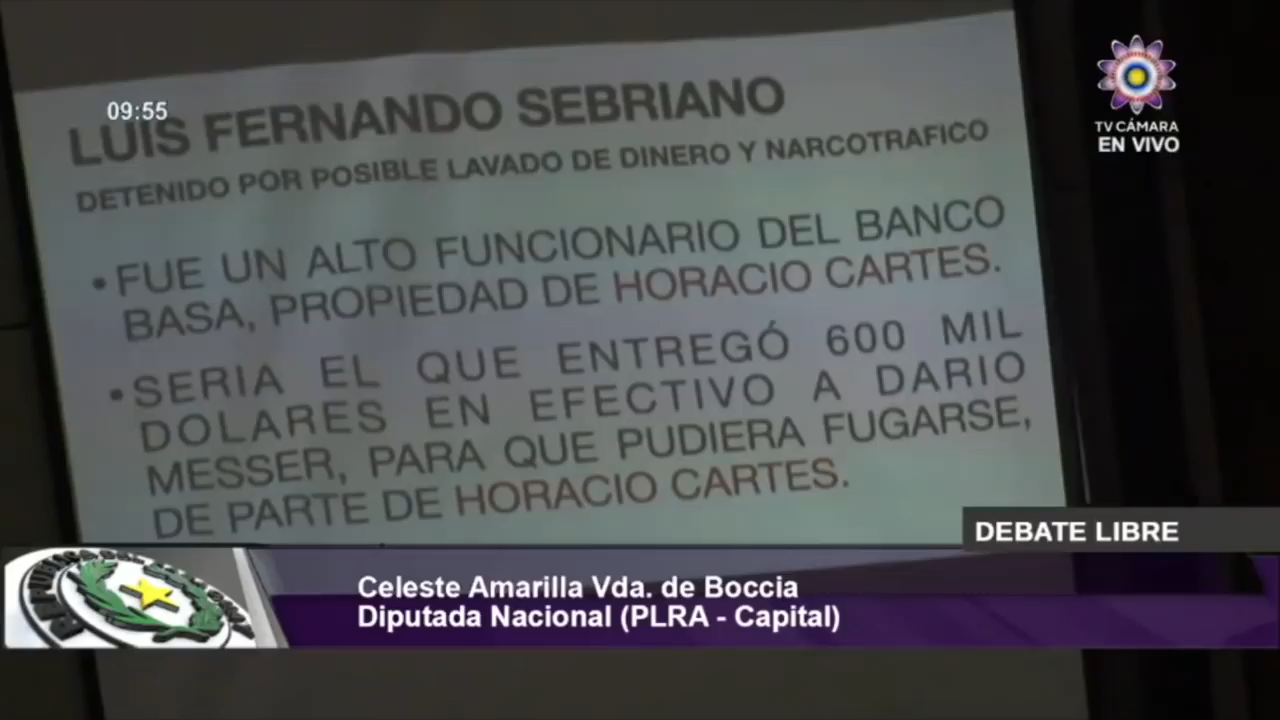 09:55
LUIS FERNANDO SEBRIANO
DETENIDO POR POSIBLE LAVADO DE DINERO Y NARCOTRAFICO
• FUE UN ALTO FUNCIONARIO DEL BANCO
BASA, PROPIEDAD DE HORACIO CARTES.
• SERIA EL QUE ENTREGÓ 600 MIL
DOLARES EN EFECTIVO A DARIO
MESSER, PARA QUE PUDIERA FUGARSE,
DE PARTE DE HORACIO CARTES.
TV CÁMARA
EN VIVO
DEBATE LIBRE
Celeste Amarilla Vda. de Boccia
Diputada Nacional (PLRA - Capital)